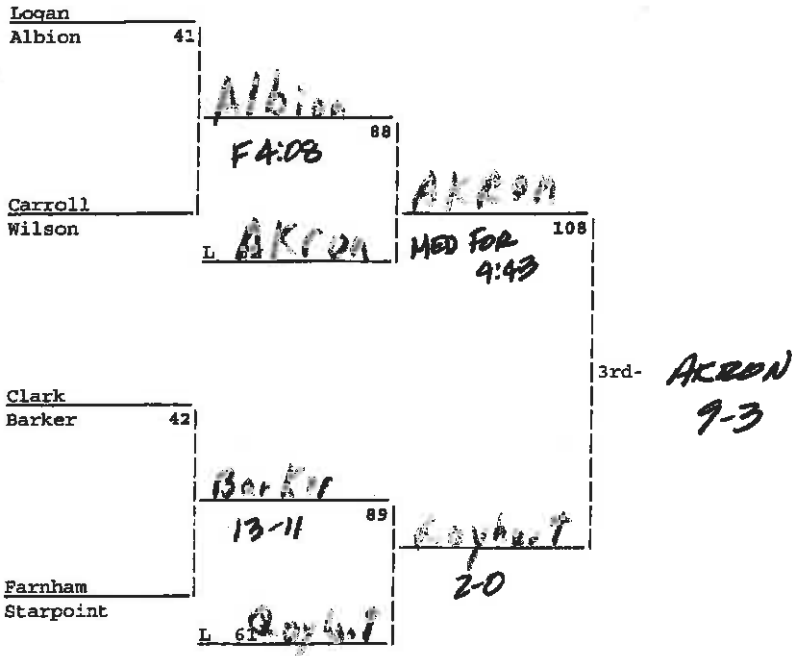 Logan
Albion 41
Albion
88
F 4:08
AKRON
Carroll
Wilson
108
L Akron
MED FOR
4:43
3rd- AKRON
9-3
Clark
Barker 42
Barker
89
13-11
2-0
Farnham
Starpoint
L 61